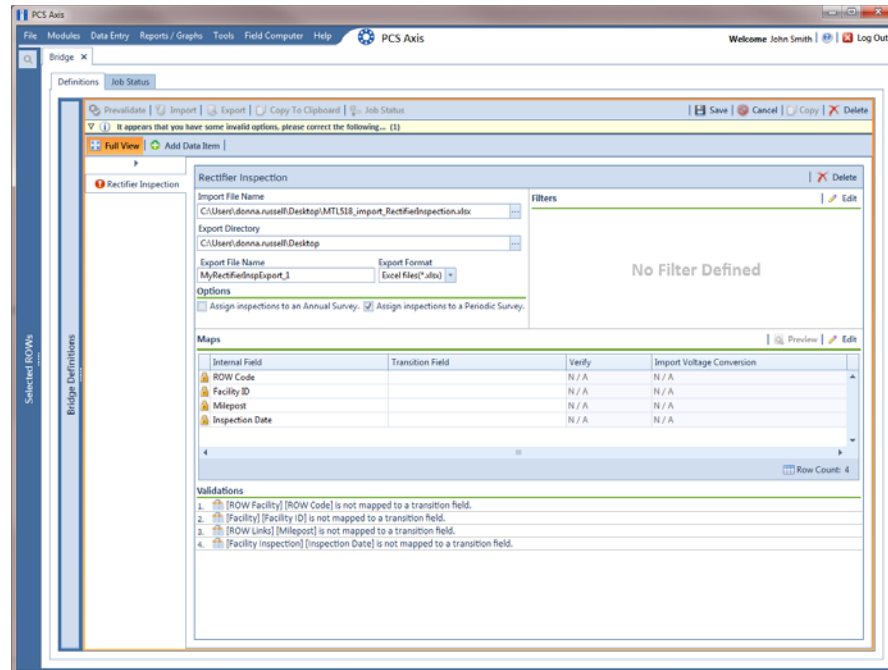 PCS Axis
File Modules Data Entry Reports / Graphs Tools Field Computer Help PCS Axis Welcome John Smith | Log Out
Bridge X
Definitions Job Status
Prevalidate | Import | Export | Copy To Clipboard | Job Status | Save | Cancel | Copy | Delete
It appears that you have some invalid options, please correct the following... (1)
Full View | Add Data Item |
Rectifier Inspection
Rectifier Inspection | Delete
Import File Name
C:\Users\donna.russell\Desktop\MTL518_import_RectifierInspection.xlsx ...
Export Directory
C:\Users\donna.russell\Desktop ...
Export File Name Export Format
MyRectifierInspExport_1 Excel files(*.xlsx)
Options
Assign inspections to an Annual Survey. Assign inspections to a Periodic Survey.
Filters | Edit
No Filter Defined
Maps | Preview | Edit
Internal Field Transition Field Verify Import Voltage Conversion
ROW Code N / A N / A
Facility ID N / A N / A
Milepost N / A N / A
Inspection Date N / A N / A
Row Count: 4
Validations
1. [ROW Facility] [ROW Code] is not mapped to a transition field.
2. [Facility] [Facility ID] is not mapped to a transition field.
3. [ROW Links] [Milepost] is not mapped to a transition field.
4. [Facility Inspection] [Inspection Date] is not mapped to a transition field.
Selected ROWs
Bridge Definitions